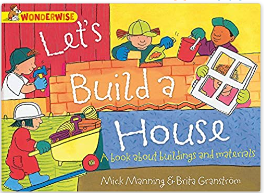 WONDERWISE
Let's
Build a
House
A book about buildings and materials
Mick Manning & Brita Granström